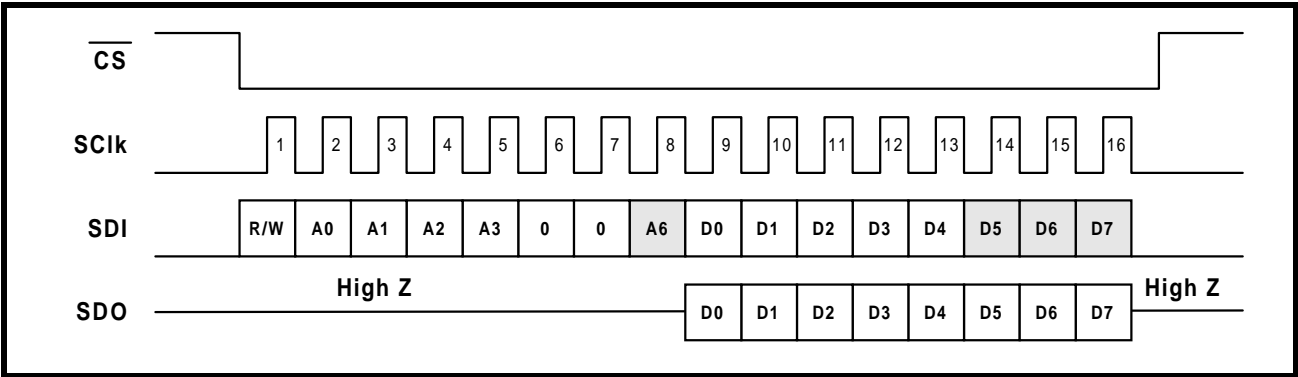 CS
SClk 1 2 3 4 5 6 7 8 9 10 11 12 13 14 15 16
SDI R/W A0 A1 A2 A3 0 0 A6 D0 D1 D2 D3 D4 D5 D6 D7
High Z High Z
SDO D0 D1 D2 D3 D4 D5 D6 D7